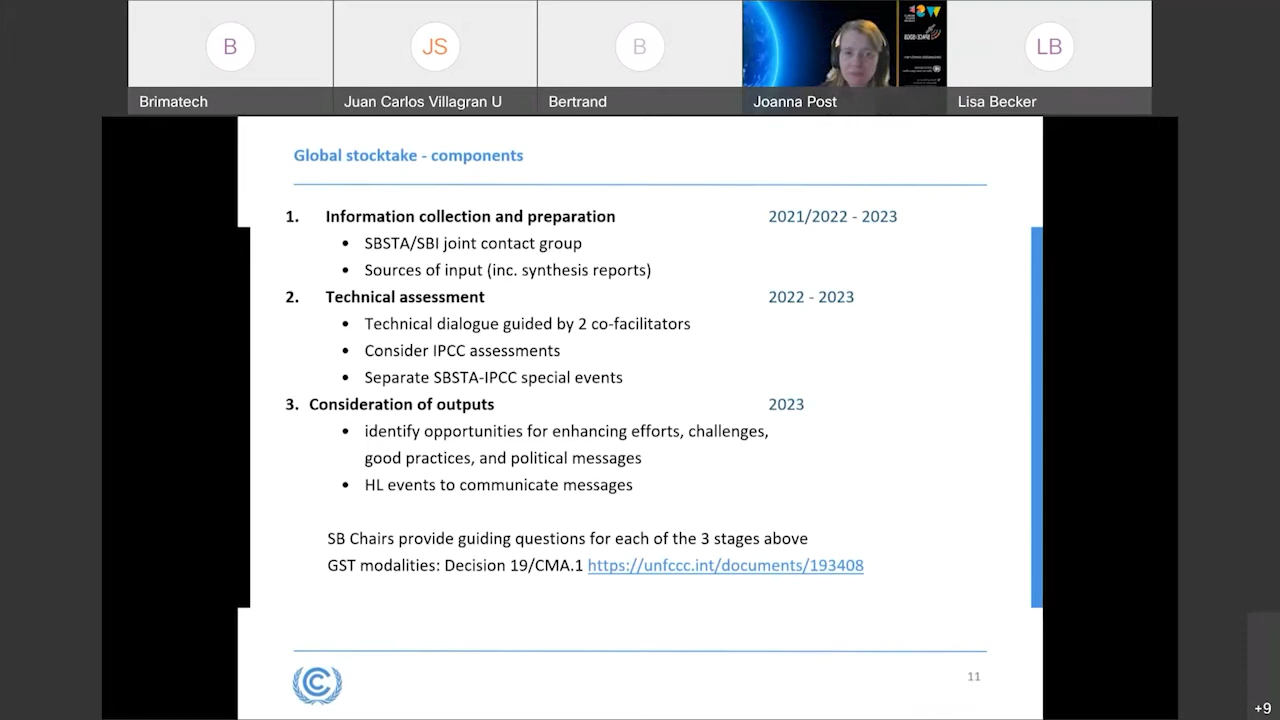 B
JS
B
LB
Brimatech
Juan Carlos Villagran U
Bertrand
Joanna Post
Lisa Becker
Global stocktake - components
1. Information collection and preparation 2021/2022 - 2023
• SBSTA/SBI joint contact group
• Sources of input (inc. synthesis reports)
2. Technical assessment 2022 - 2023
• Technical dialogue guided by 2 co-facilitators
• Consider IPCC assessments
• Separate SBSTA-IPCC special events
3. Consideration of outputs 2023
• identify opportunities for enhancing efforts, challenges,
good practices, and political messages
• HL events to communicate messages
SB Chairs provide guiding questions for each of the 3 stages above
GST modalities: Decision 19/CMA.1 https://unfccc.int/documents/193408
11
+9